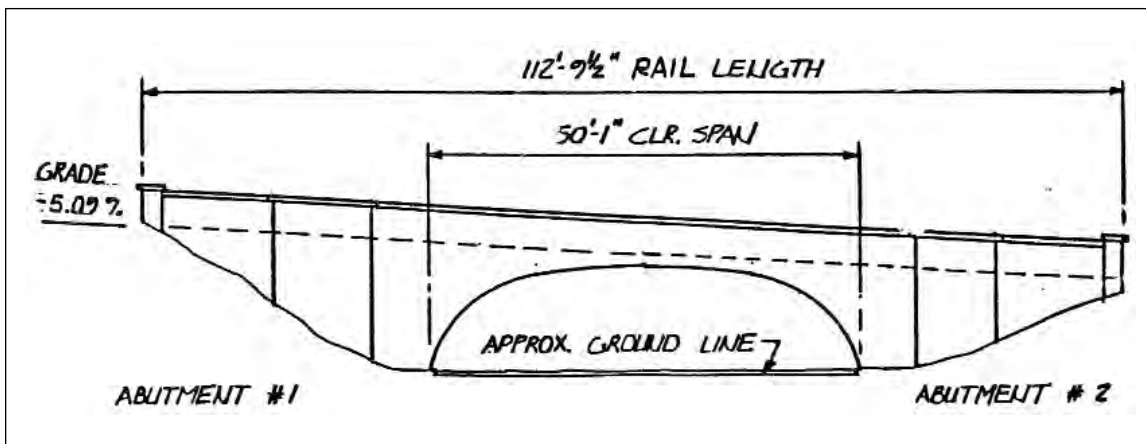 112'-9½" RAIL LENGTH
50'-1" CLR. SPAN
GRADE
-5.09%
APPROX. GROUND LINE
ABUTMENT #1
ABUTMENT # 2